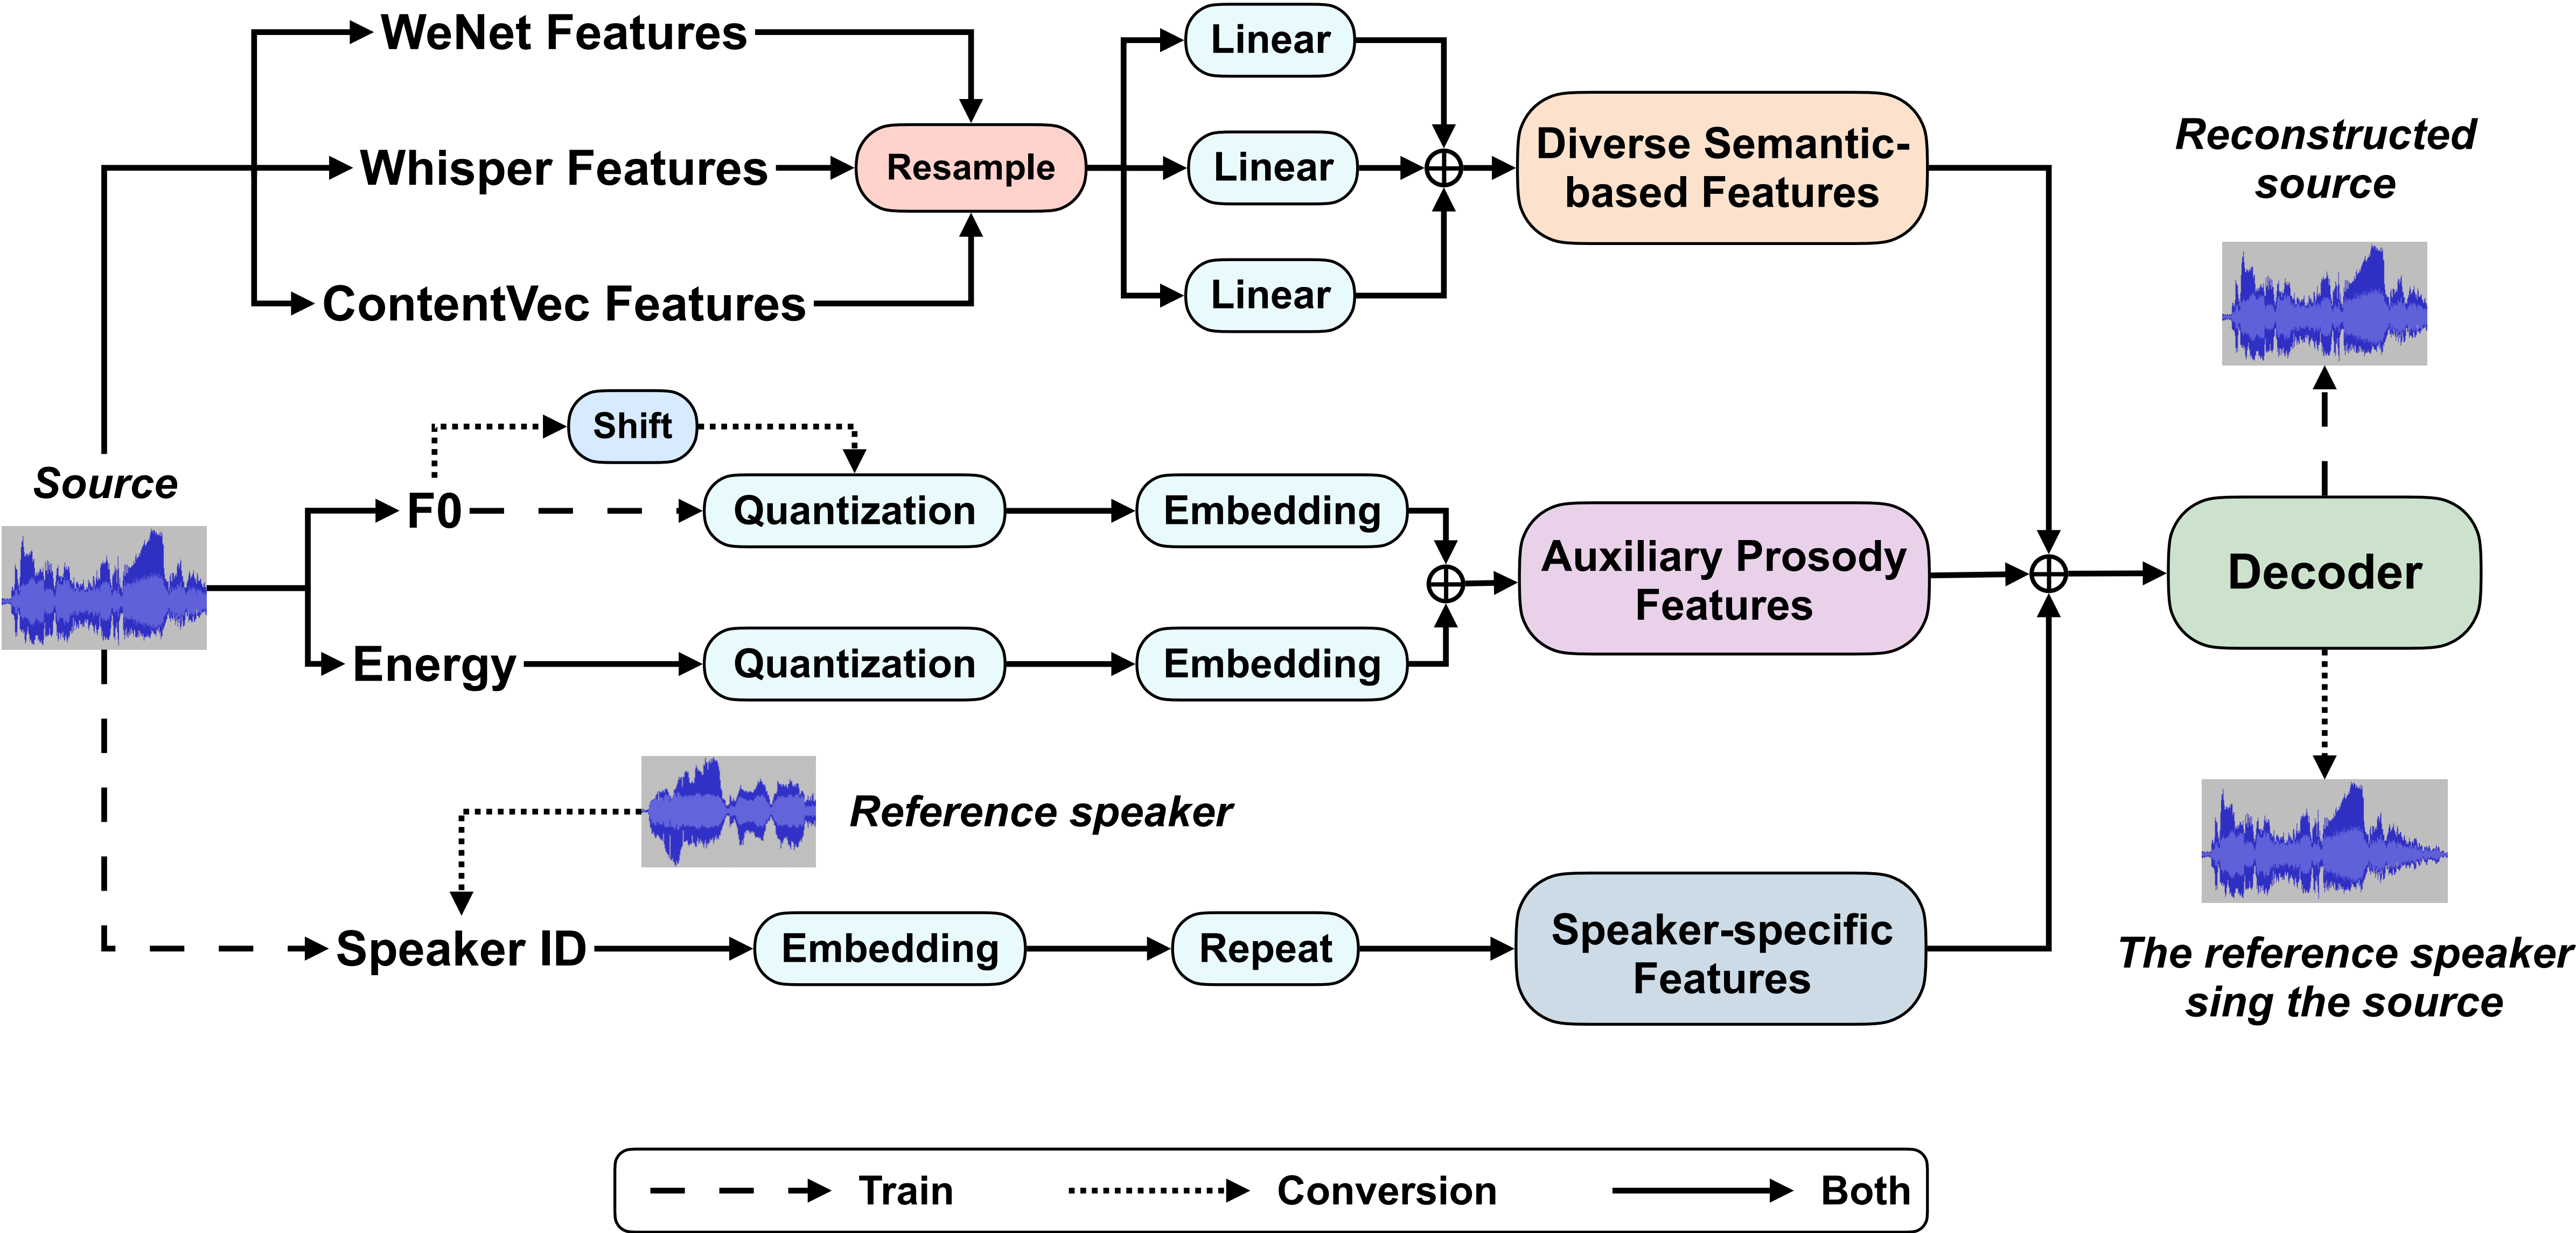 WeNet Features
Whisper Features
ContentVec Features
Resample
Linear
Linear
Linear
Diverse Semantic-
based Features
Reconstructed
source
Source
Shift
F0
Quantization
Embedding
Energy
Quantization
Embedding
Auxiliary Prosody
Features
Decoder
Reference speaker
Speaker ID
Embedding
Repeat
Speaker-specific
Features
The reference speaker
sing the source
Train
Conversion
Both